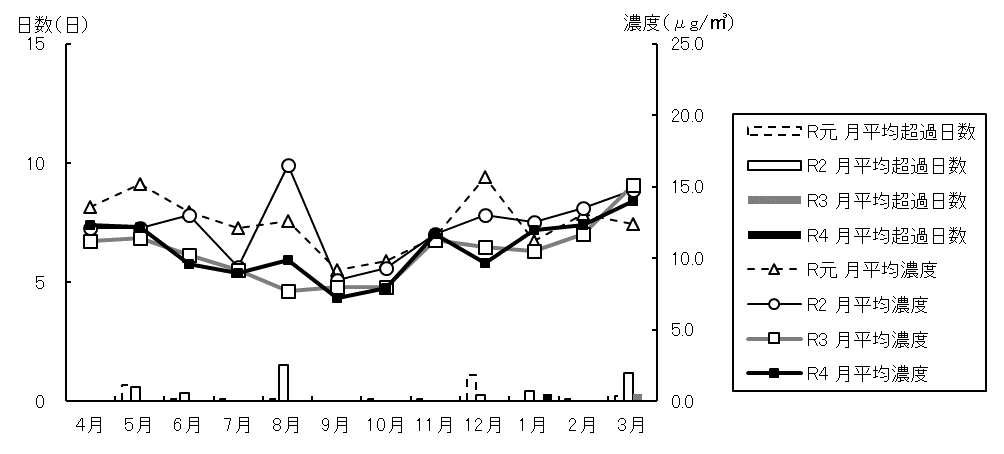 日数(日)
濃度(μg/㎥)
15
10
5
0
25.0
20.0
15.0
10.0
5.0
0.0
4月 5月 6月 7月 8月 9月 10月 11月 12月 1月 2月 3月
R元 月平均超過日数
R2 月平均超過日数
R3 月平均超過日数
R4 月平均超過日数
R元 月平均濃度
R2 月平均濃度
R3 月平均濃度
R4 月平均濃度